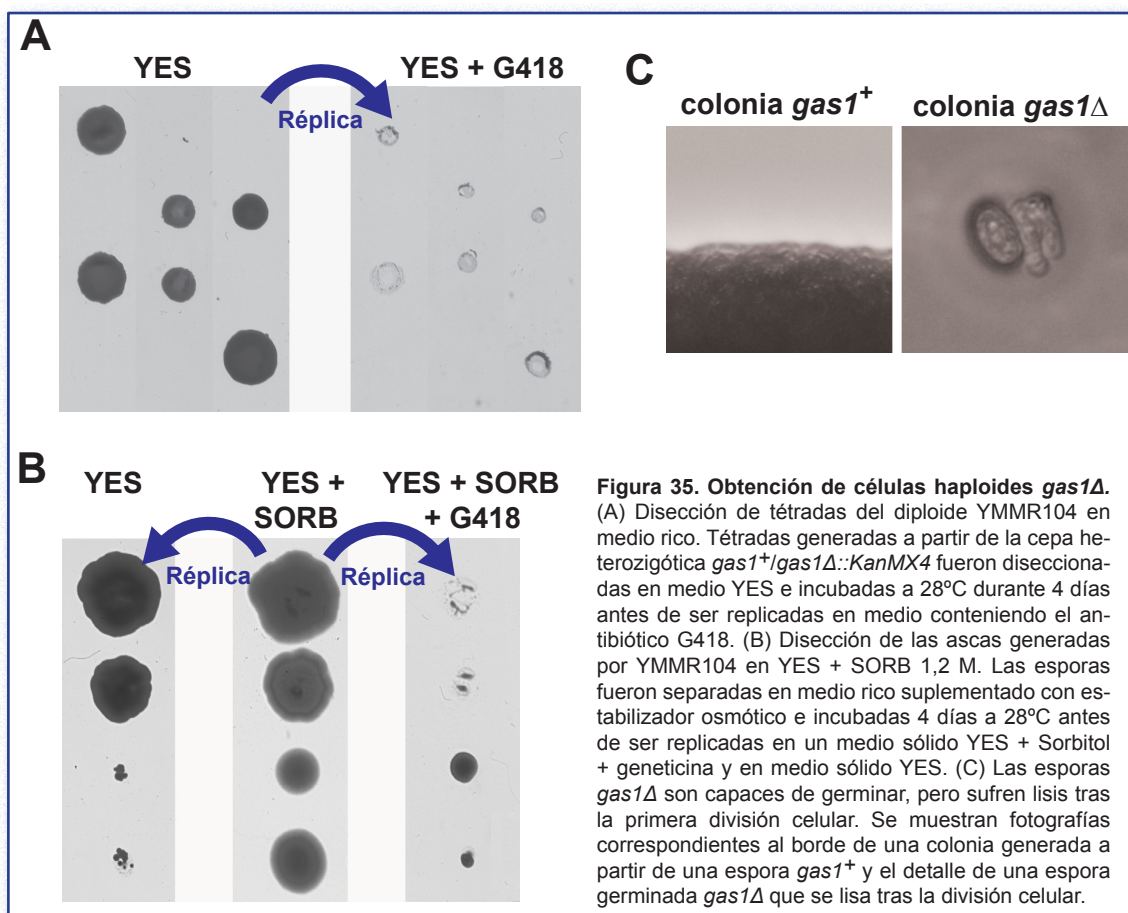 A
YES
YES + G418
Réplica
C
colonia gas1+
colonia gas1Δ
B
YES
YES +
SORB
YES + SORB
+ G418
Réplica
Réplica
Figura 35. Obtención de células haploides gas1Δ.
(A) Disección de tétradas del diploide YMMR104 en
medio rico. Tétradas generadas a partir de la cepa he-
terozigótica gas1+/gas1Δ::KanMX4 fueron disecciona-
das en medio YES e incubadas a 28ºC durante 4 días
antes de ser replicadas en medio conteniendo el an-
tibiótico G418. (B) Disección de las ascas generadas
por YMMR104 en YES + SORB 1,2 M. Las esporas
fueron separadas en medio rico suplementado con es-
tabilizador osmótico e incubadas 4 días a 28ºC antes
de ser replicadas en un medio sólido YES + Sorbitol
+ geneticina y en medio sólido YES. (C) Las esporas
gas1Δ son capaces de germinar, pero sufren lisis tras
la primera división celular. Se muestran fotografías
correspondientes al borde de una colonia generada a
partir de una espora gas1+ y el detalle de una espora
germinada gas1Δ que se lisa tras la división celular.